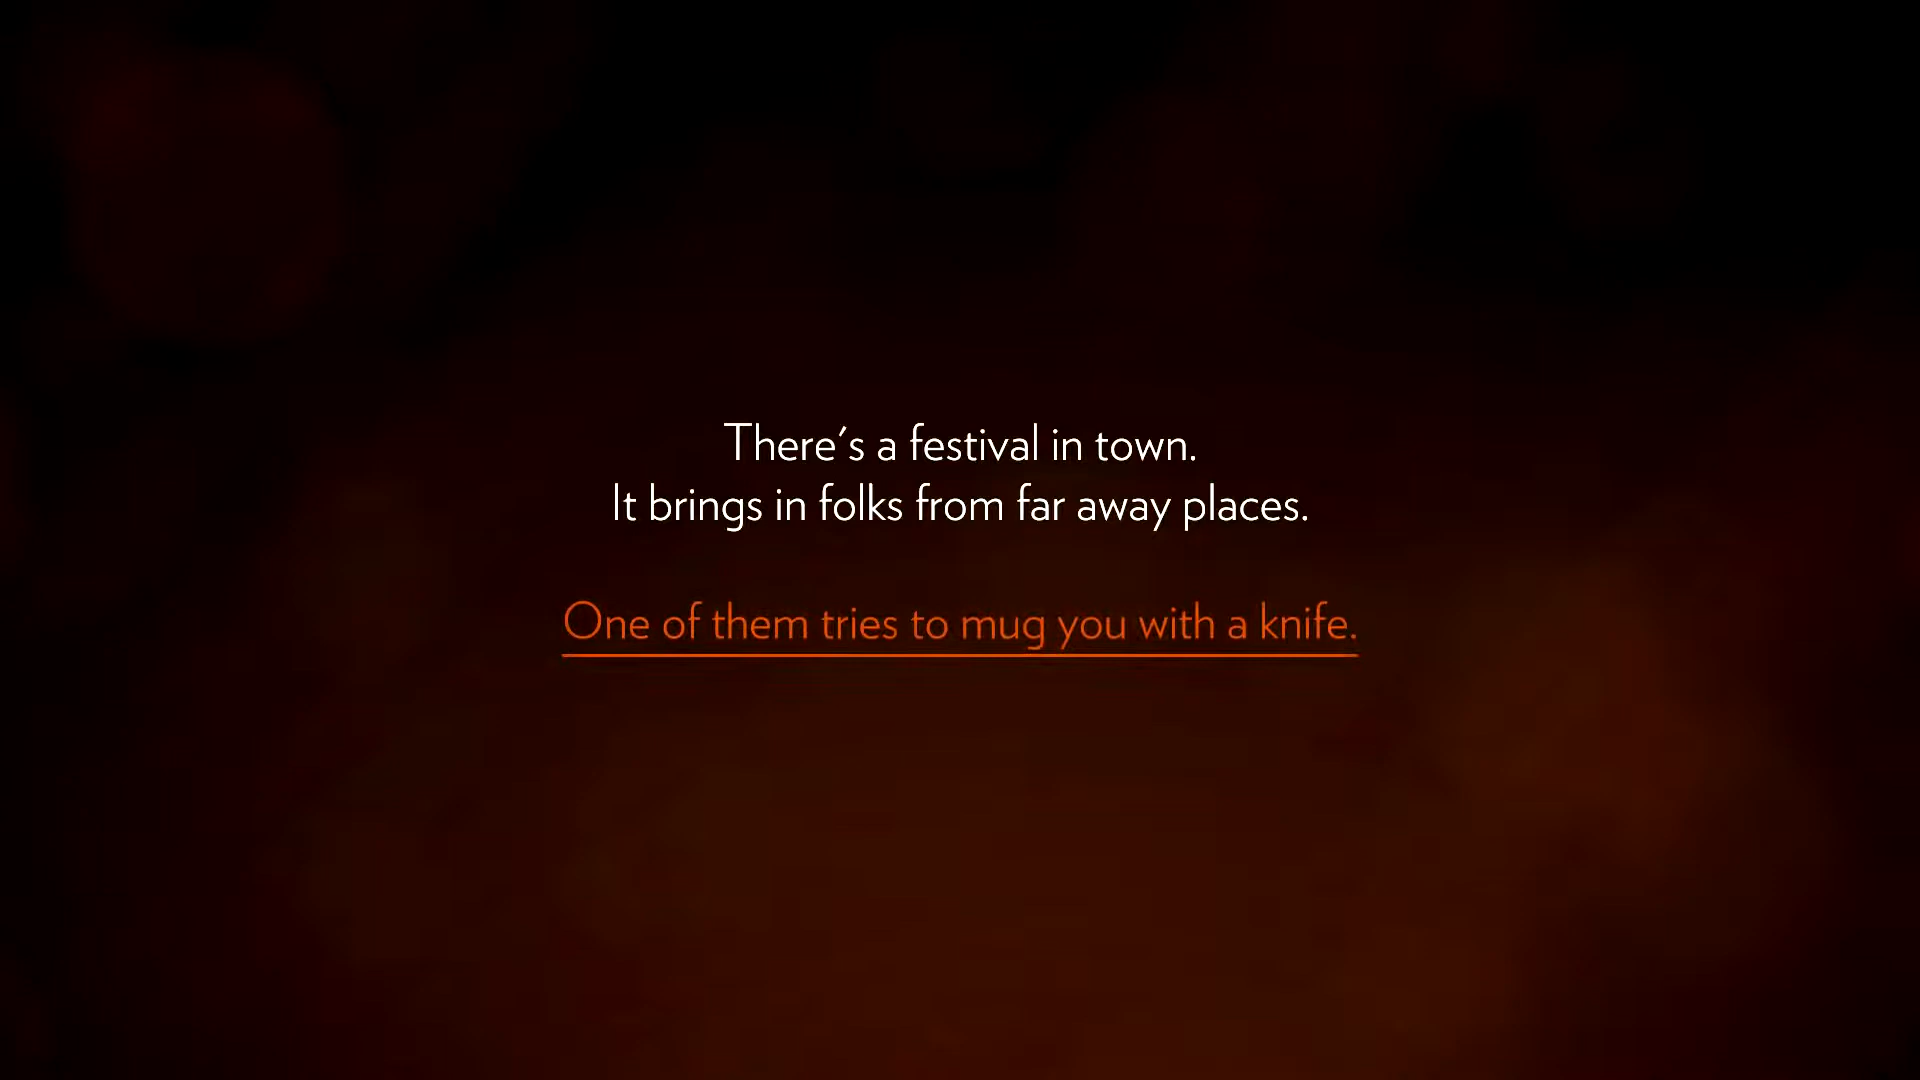 There's a festival in town.
It brings in folks from far away places.
One of them tries to mug you with a knife.